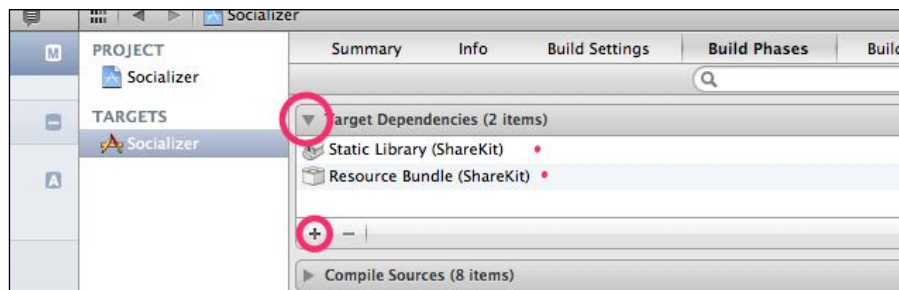 Socializer
M
PROJECT
Socializer
TARGETS
Socializer
A
Summary Info Build Settings Build Phases Build
Target Dependencies (2 items)
Static Library (ShareKit)
Resource Bundle (ShareKit)
Compile Sources (8 items)